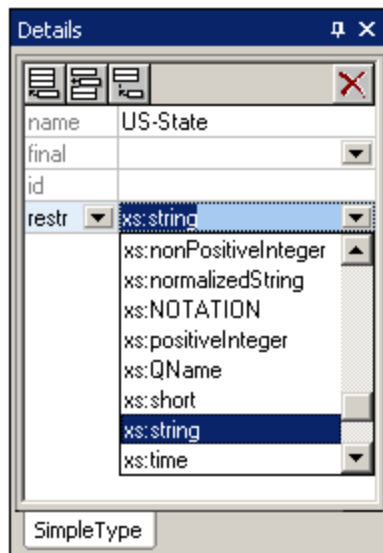 Details
name US-State
final
id
restr xs:string
xs:nonPositiveInteger
xs:normalizedString
xs:NOTATION
xs:positiveInteger
xs:QName
xs:short
xs:string
xs:time
SimpleType